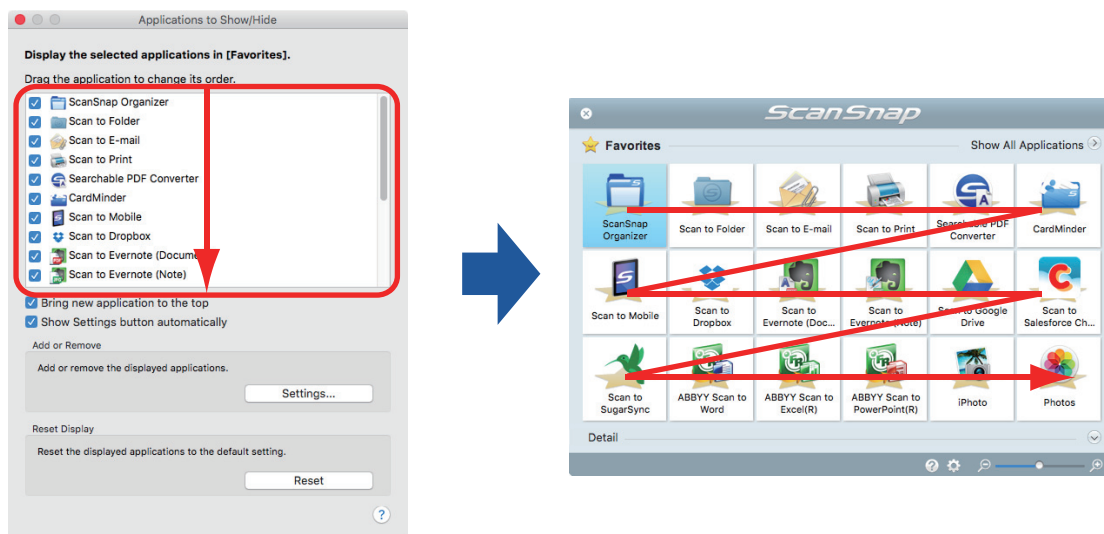 Applications to Show/Hide
Display the selected applications in [Favorites].
Drag the application to change its order.
ScanSnap Organizer
Scan to Folder
Scan to E-mail
Scan to Print
Searchable PDF Converter
CardMinder
Scan to Mobile
Scan to Dropbox
Scan to Evernote (Docum
Scan to Evernote (Note)
Bring new application to the top
Show Settings button automatically
Add or Remove
Add or remove the displayed applications.
Settings...
Reset Display
Reset the displayed applications to the default setting.
Reset
?
ScanSnap
Favorites
Show All Applications
ScanSnap
Organizer
Scan to Folder
Scan to E-mail
Scan to Print
Searchable PDF
Converter
CardMinder
Scan to Mobile
Scan to
Dropbox
Scan to
Evernote (Doc...
Scan to
Evernote (Note)
Scan to Google
Drive
Scan to
Salesforce Ch...
Scan to
SugarSync
ABBYY Scan to
Word
ABBYY Scan to
Excel(R)
ABBYY Scan to
PowerPoint(R)
iPhoto
Photos
Detail
?